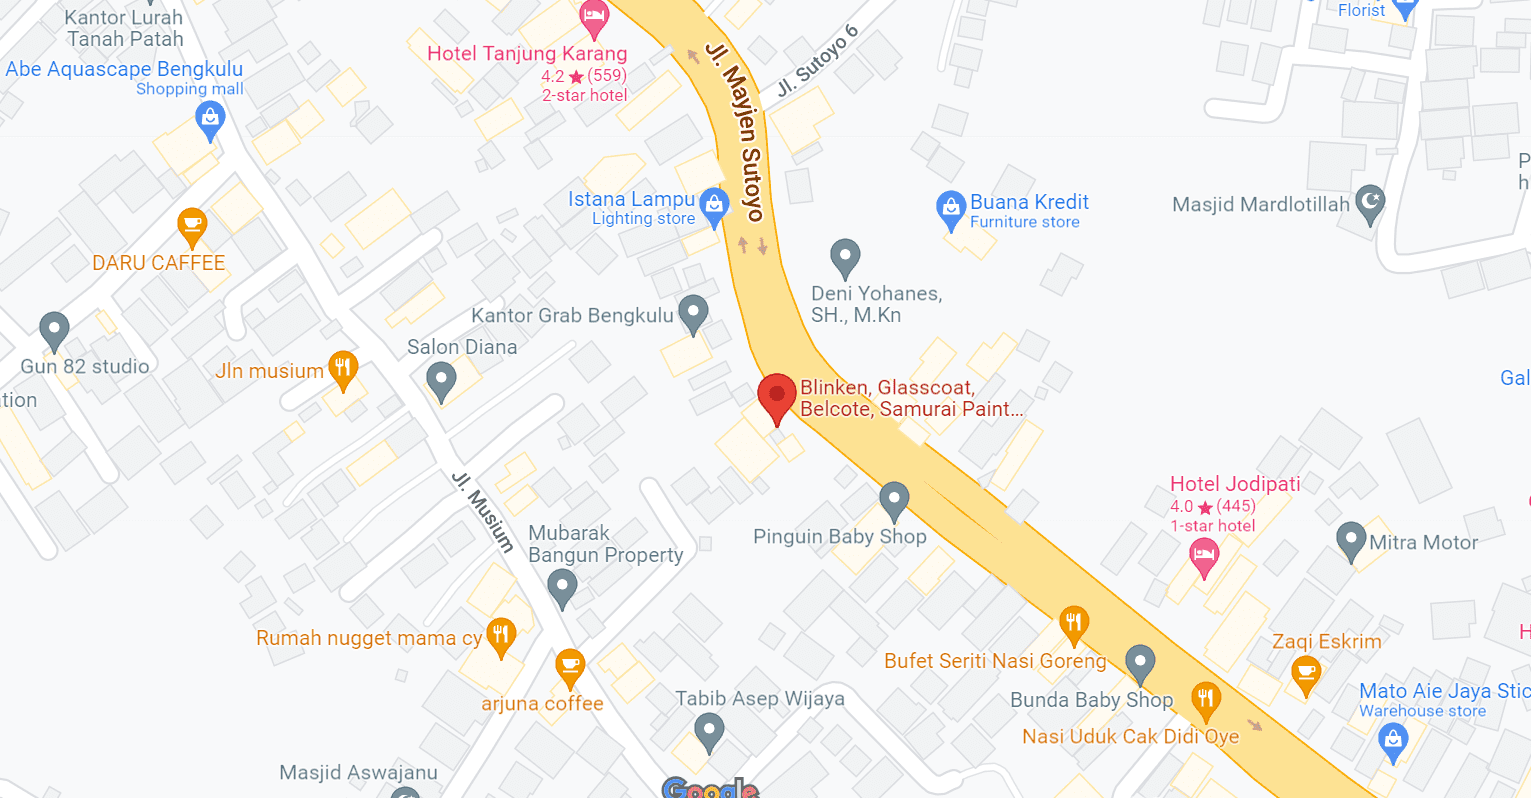 Kantor Lurah
Tanah Patah
Florist
Hotel Tanjung Karang
4.2 ★ (559)
2-star hotel
Jl. Sutoyo 6
Abe Aquascape Bengkulu
Shopping mall
Jl. Mayjen Sutoyo
Istana Lampu
Lighting store
Buana Kredit
Furniture store
Masjid Mardlotillah
DARU CAFFEE
Deni Yohanes,
SH., M.Kn
Kantor Grab Bengkulu
Salon Diana
Gun 82 studio
Jln musium
Blinken, Glasscoat,
Belcote, Samurai Paint...
Gal
ation
Jl. Musium
Hotel Jodipati
4.0 ★ (445)
1-star hotel
Mubarak
Bangun Property
Pinguin Baby Shop
Mitra Motor
Rumah nugget mama cy
Bufet Seriti Nasi Goreng
Zaqi Eskrim
arjuna coffee
Tabib Asep Wijaya
Bunda Baby Shop
Mato Aie Jaya Stic
Warehouse store
Nasi Uduk Cak Didi Oye
Masjid Aswajanu
Google